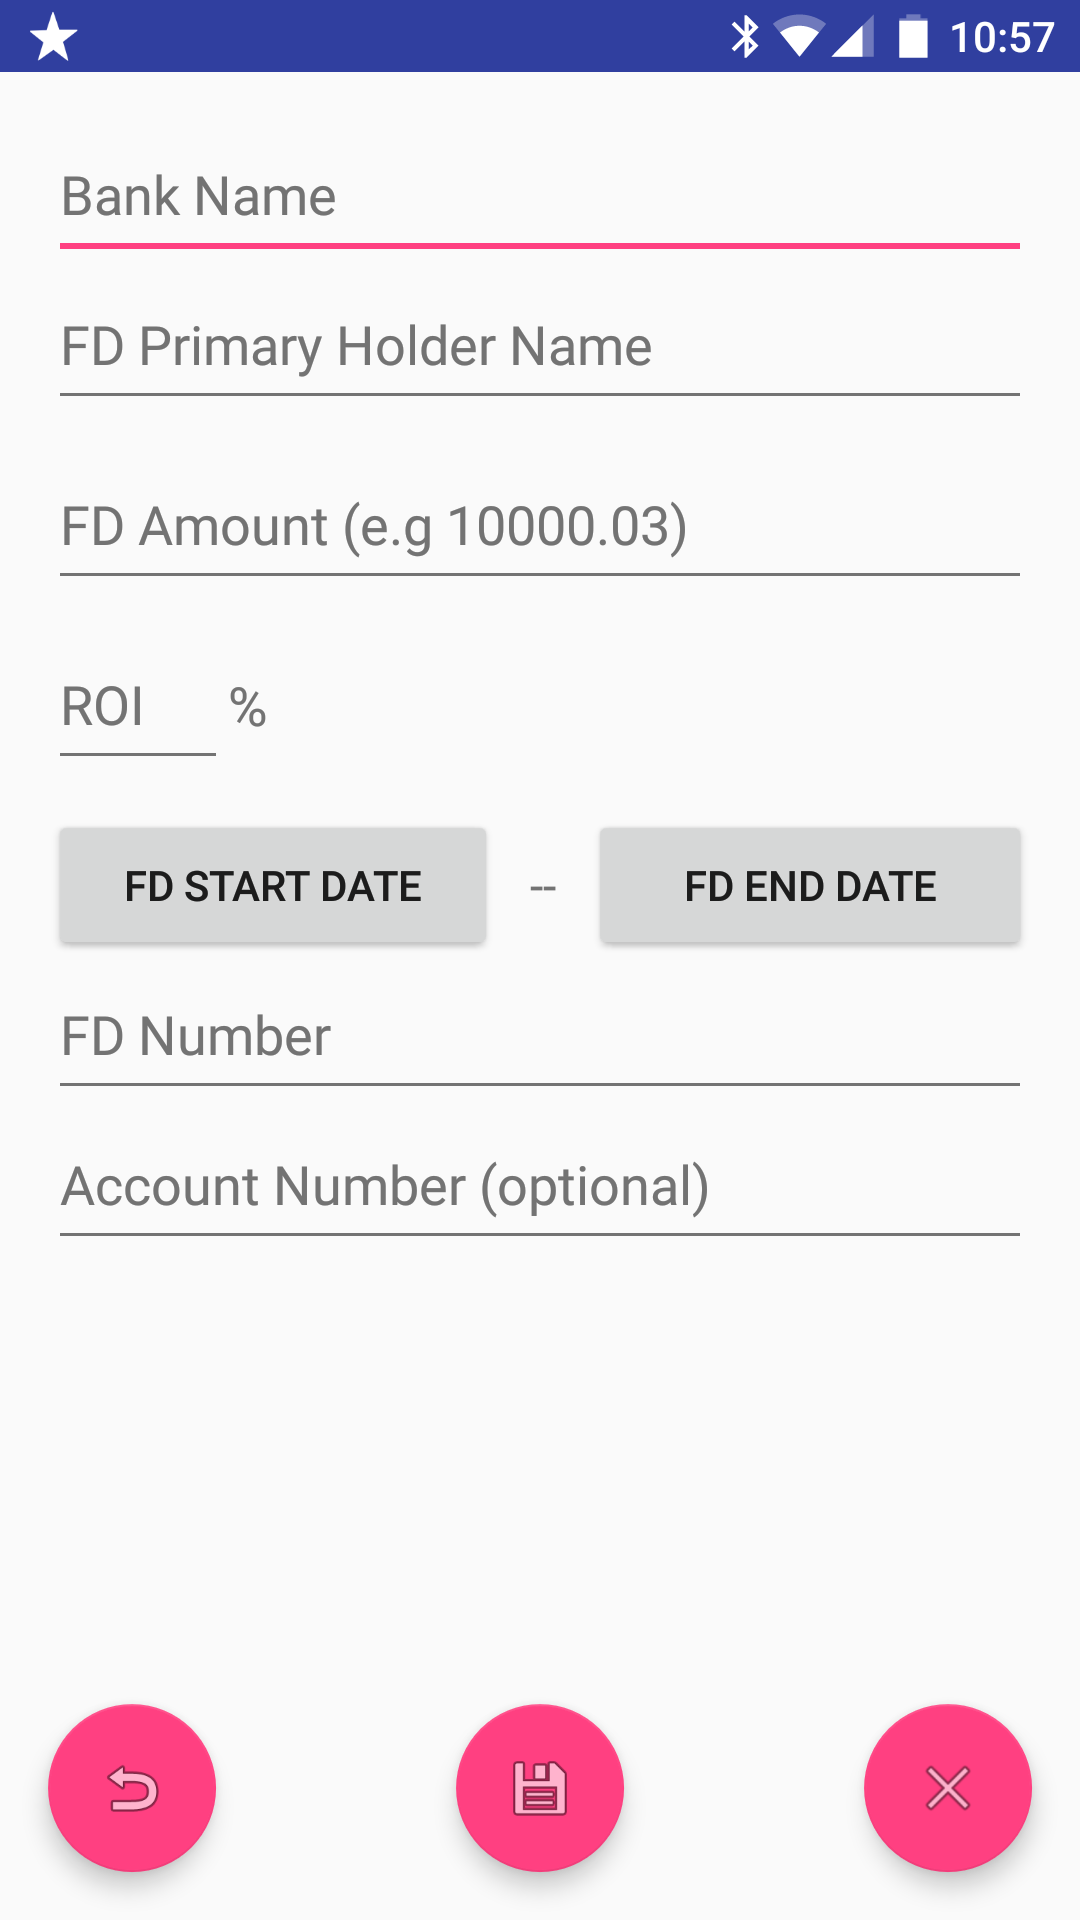 10:57
Bank Name
FD Primary Holder Name
FD Amount (e.g 10000.03)
ROI %
FD START DATE -- FD END DATE
FD Number
Account Number (optional)